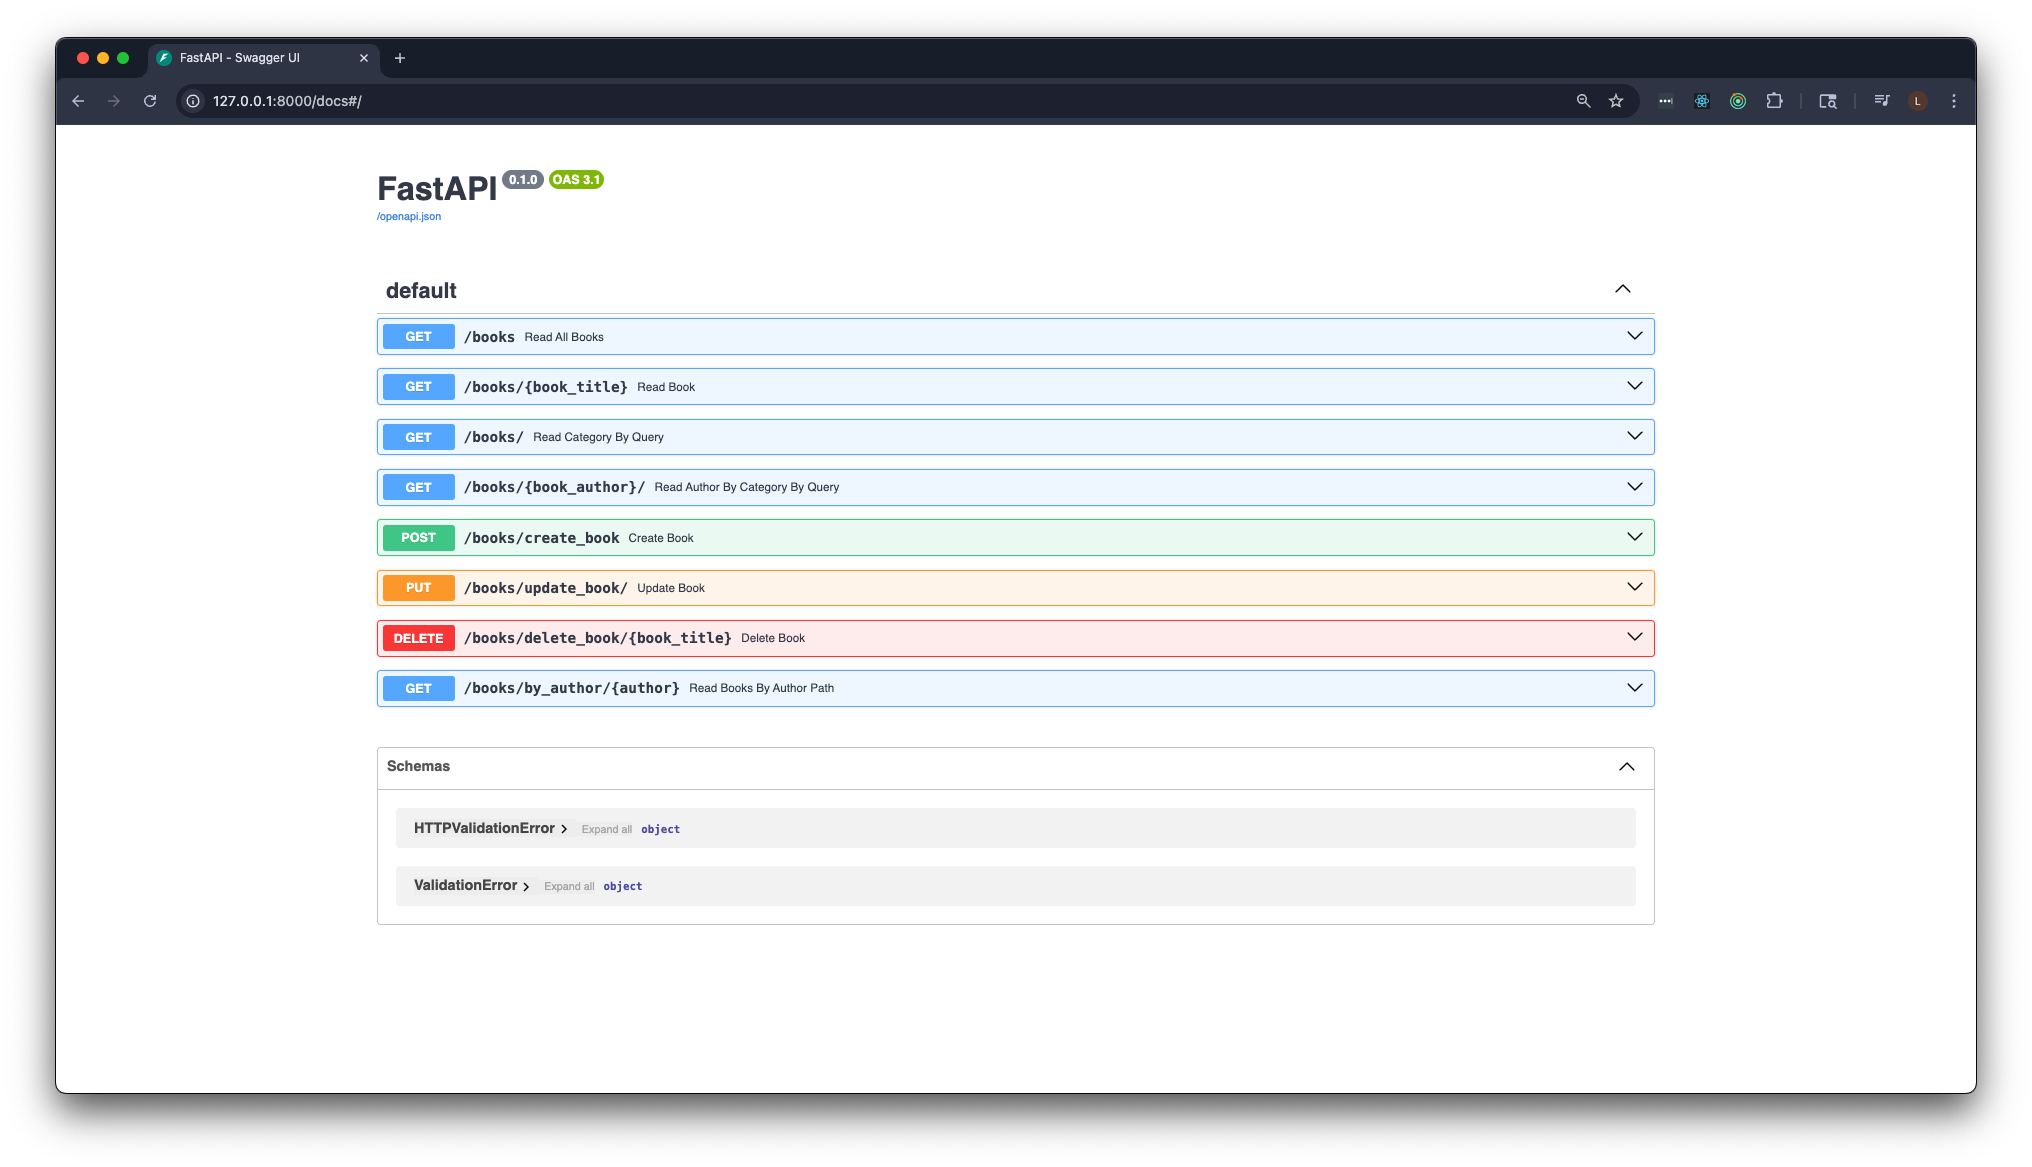 FastAPI - Swagger UI
127.0.0.1:8000/docs#/
L
FastAPI 0.1.0 OAS 3.1
/openapi.json
default
GET /books Read All Books
GET /books/{book_title} Read Book
GET /books/ Read Category By Query
GET /books/{book_author}/ Read Author By Category By Query
POST /books/create_book Create Book
PUT /books/update_book/ Update Book
DELETE /books/delete_book/{book_title} Delete Book
GET /books/by_author/{author} Read Books By Author Path
Schemas
HTTPValidationError Expand all object
ValidationError Expand all object